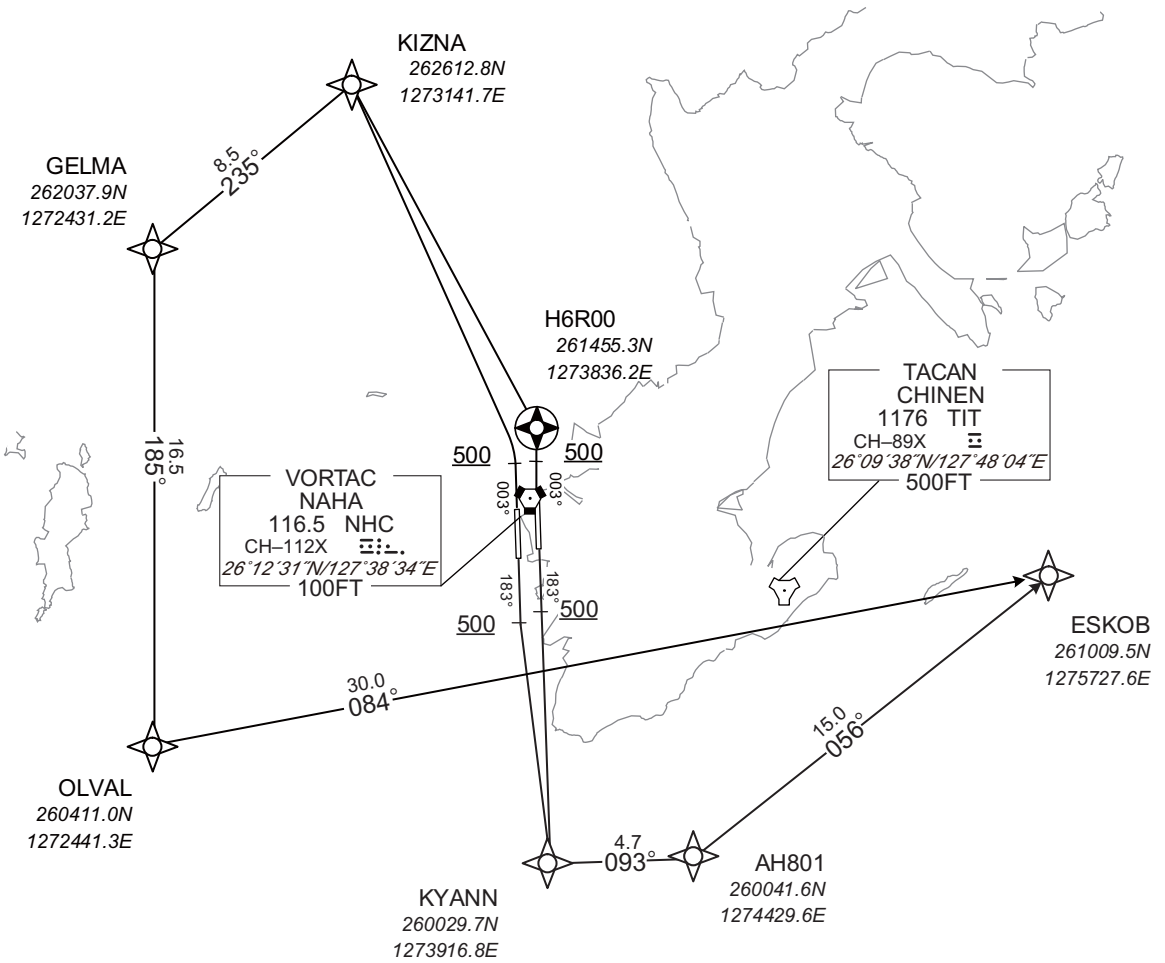 KIZNA
262612.8N
1273141.7E
GELMA
262037.9N
1272431.2E
8.5
235°
H6R00
261455.3N
1273836.2E
TACAN
CHINEN
1176 TIT
CH–89X
26°09′38″N/127°48′04″E
500FT
500
500
003°
003°
16.5
185°
VORTAC
NAHA
116.5 NHC
CH–112X
26°12′31″N/127°38′34″E
100FT
183°
183°
500
500
ESKOB
261009.5N
1275727.6E
30.0
084°
15.0
056°
OLVAL
260411.0N
1272441.3E
4.7
093°
KYANN
260029.7N
1273916.8E
AH801
260041.6N
1274429.6E